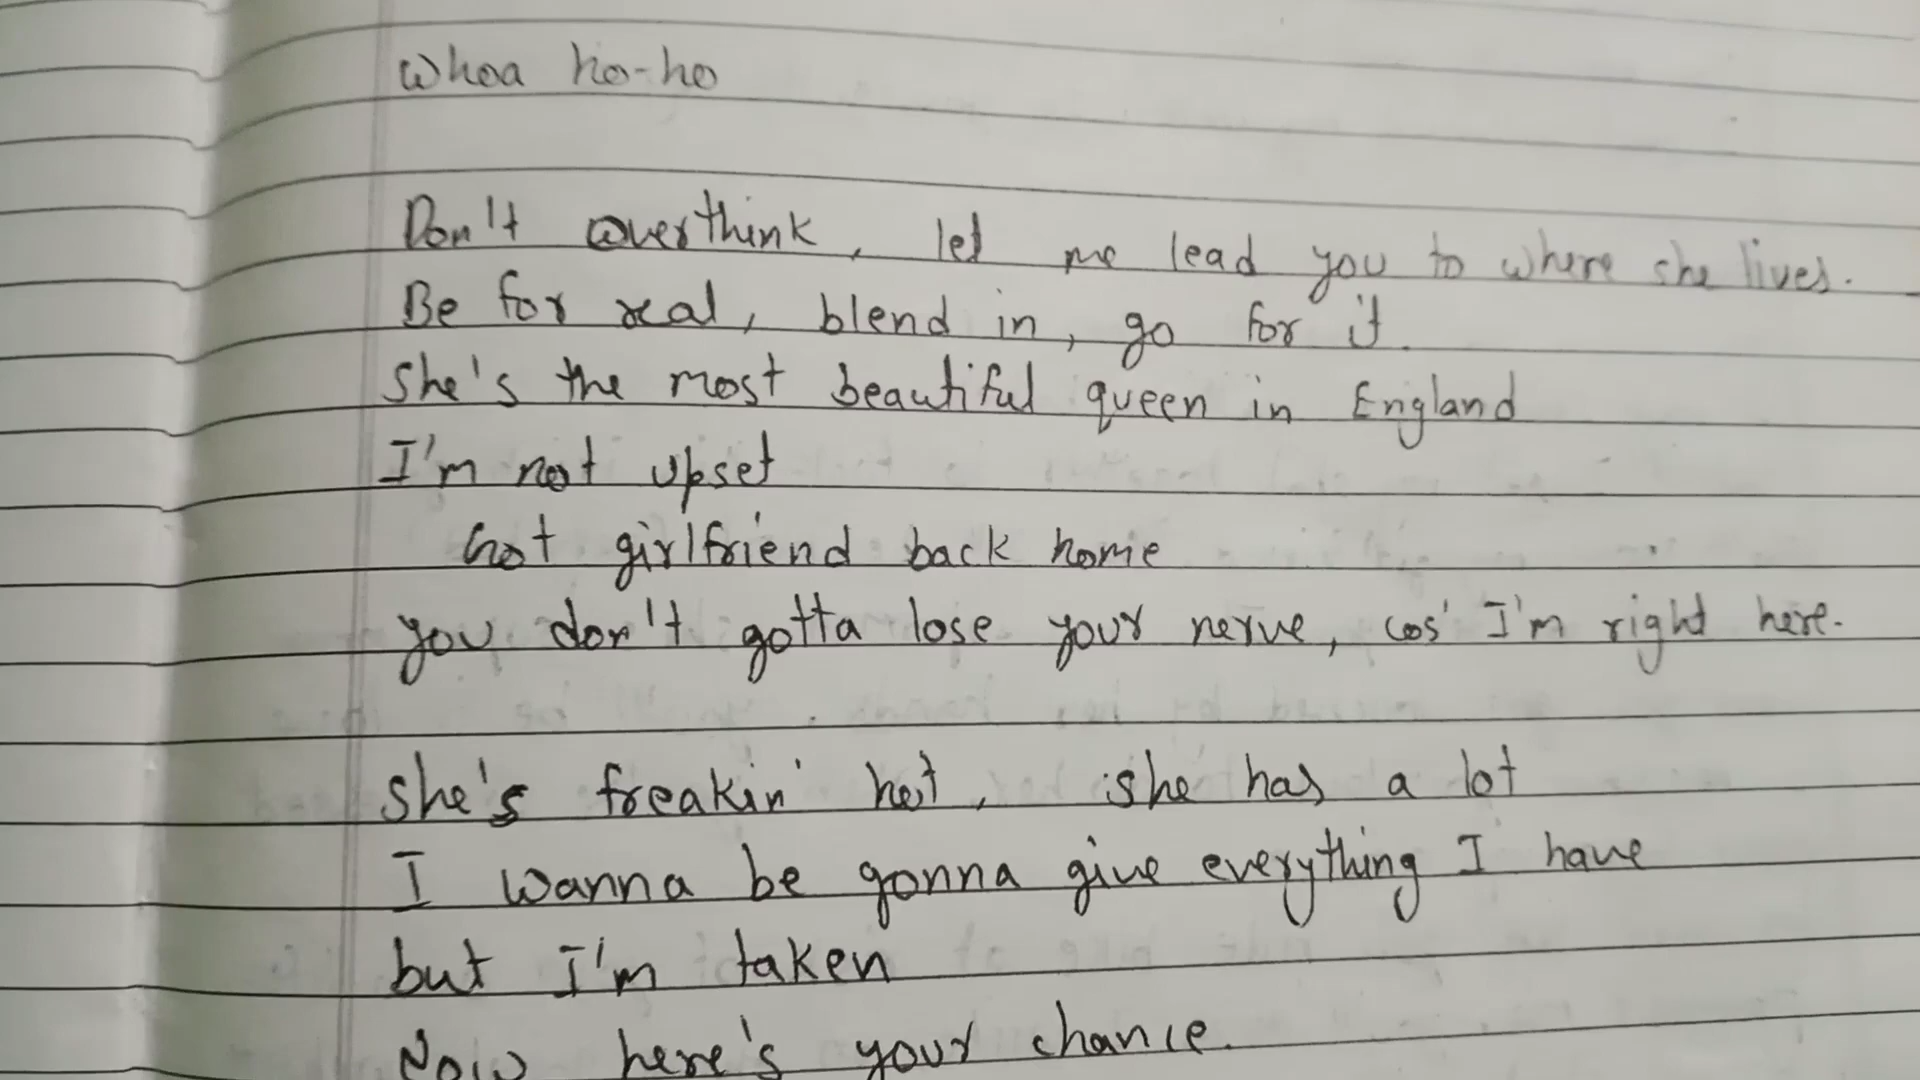 Whoa ho-ho
Don't overthink, let me lead you to where she lives.
Be for real, blend in, go for it.
She's the most beautiful queen in England
I'm not upset
Got girlfriend back home
you don't gotta lose your nerve, cos' I'm right here.
She's freakin' hot, she has a lot
I wanna be gonna give everything I have
but I'm taken
Now here's your chance.